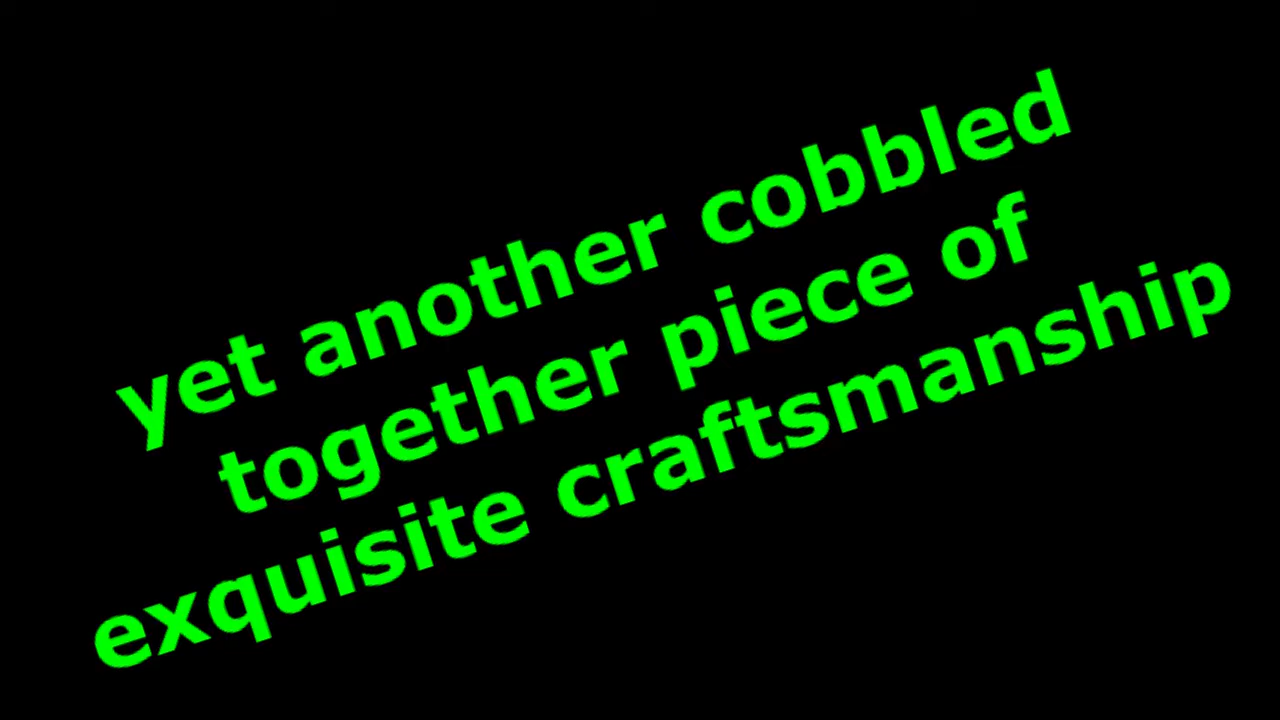 yet another cobbled
together piece of
exquisite craftsmanship